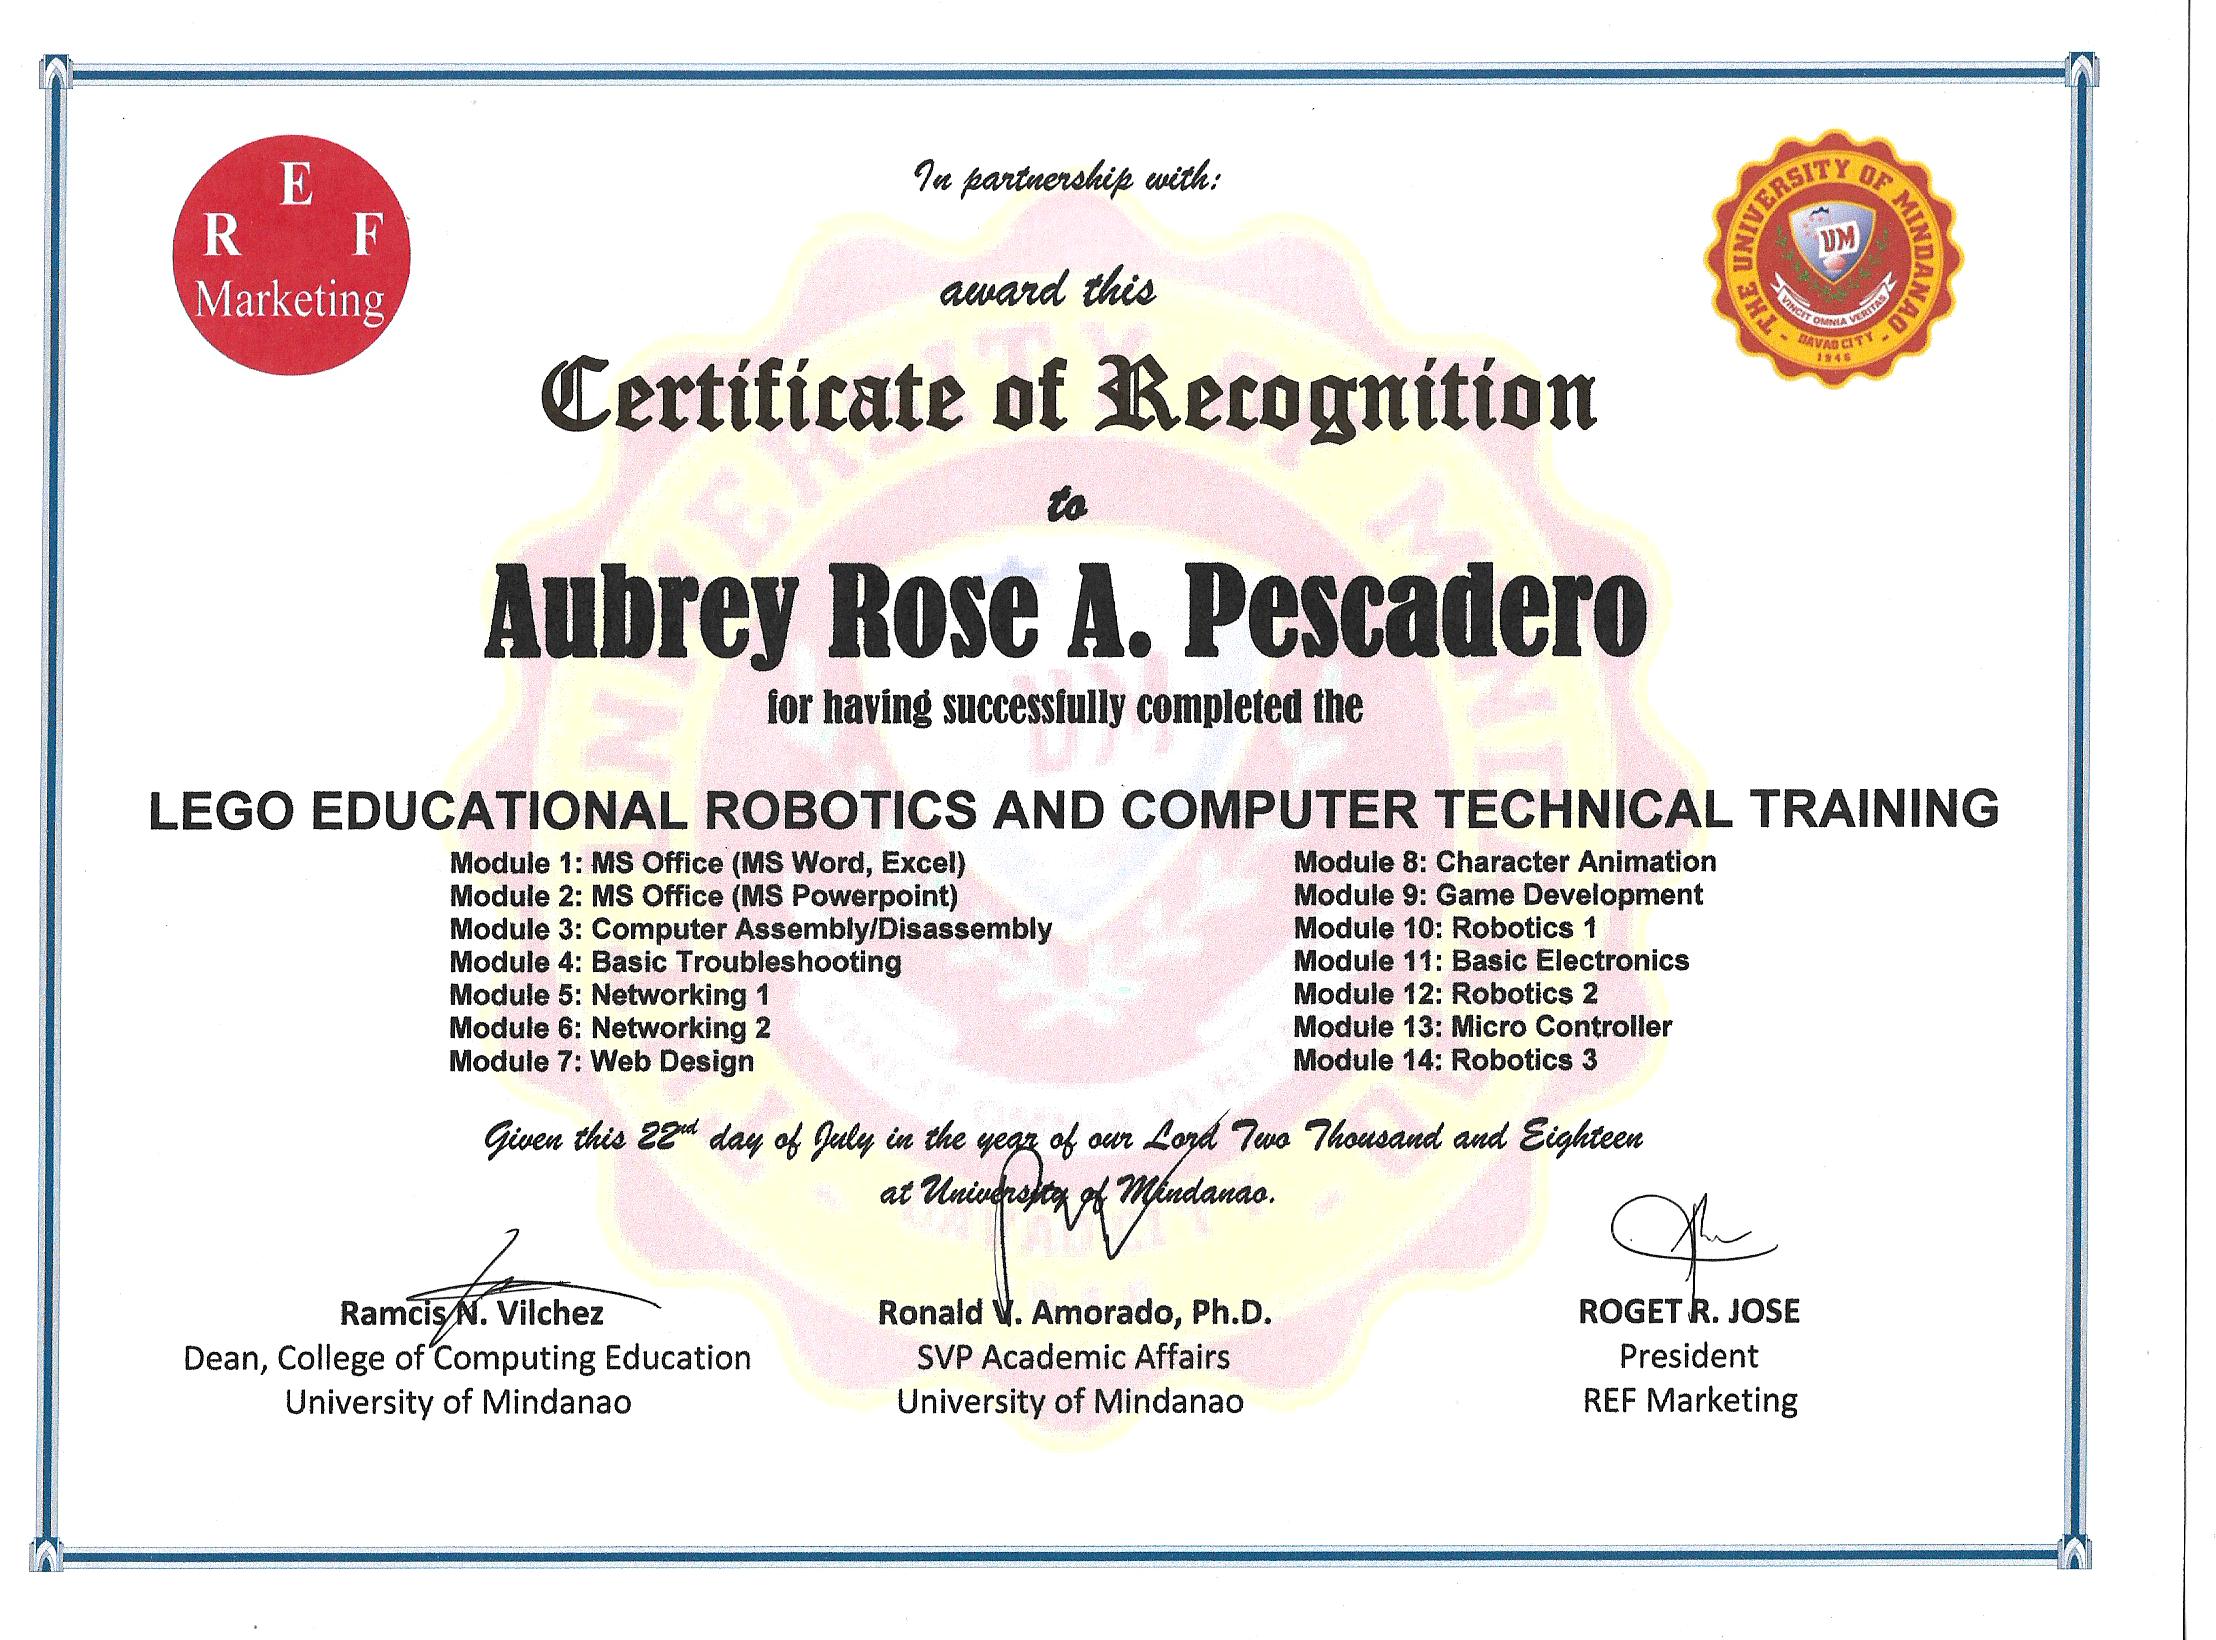 R E F
Marketing
In partnership with:
THE UNIVERSITY OF MINDANAO
UM
VINCIT OMNIA VERITAS
DAVAO CITY
1946
award this
Certificate of Recognition
to
Aubrey Rose A. Pescadero
for having successfully completed the
LEGO EDUCATIONAL ROBOTICS AND COMPUTER TECHNICAL TRAINING
Module 1: MS Office (MS Word, Excel)
Module 2: MS Office (MS Powerpoint)
Module 3: Computer Assembly/Disassembly
Module 4: Basic Troubleshooting
Module 5: Networking 1
Module 6: Networking 2
Module 7: Web Design
Module 8: Character Animation
Module 9: Game Development
Module 10: Robotics 1
Module 11: Basic Electronics
Module 12: Robotics 2
Module 13: Micro Controller
Module 14: Robotics 3
Given this 22nd day of July in the year of our Lord Two Thousand and Eighteen
at University of Mindanao.
Ramcis N. Vilchez
Dean, College of Computing Education
University of Mindanao
Ronald V. Amorado, Ph.D.
SVP Academic Affairs
University of Mindanao
ROGET R. JOSE
President
REF Marketing